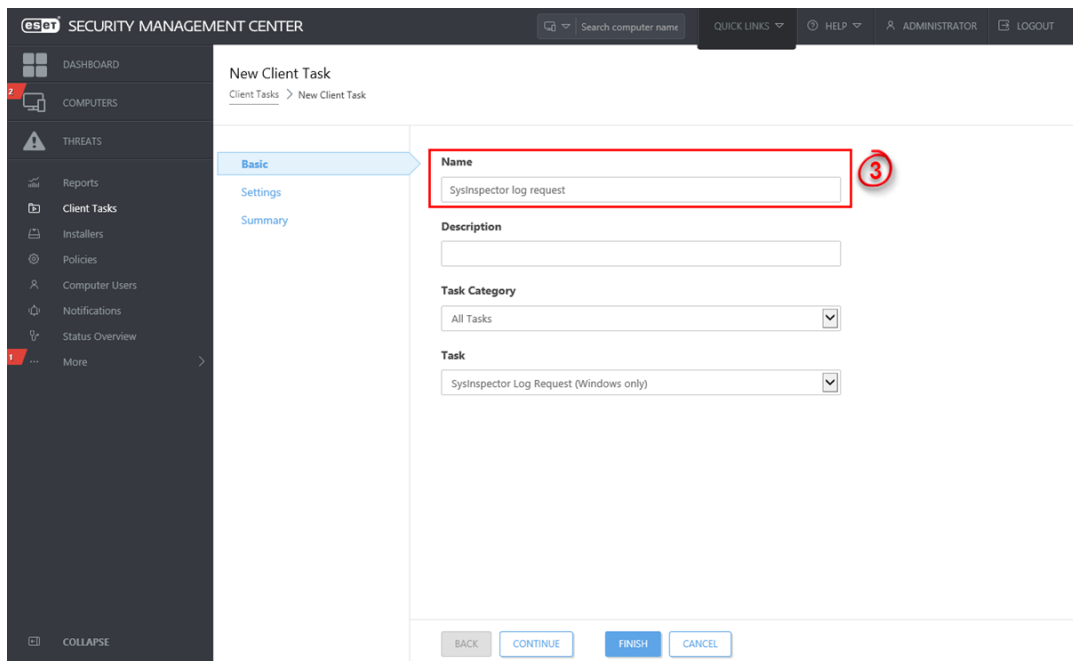 eset SECURITY MANAGEMENT CENTER
Search computer name
QUICK LINKS
HELP
ADMINISTRATOR
LOGOUT
DASHBOARD
2
COMPUTERS
THREATS
Reports
Client Tasks
Installers
Policies
Computer Users
Notifications
Status Overview
1
More
COLLAPSE
New Client Task
Client Tasks > New Client Task
Basic
Settings
Summary
Name
3
SysInspector log request
Description
Task Category
All Tasks
Task
SysInspector Log Request (Windows only)
BACK
CONTINUE
FINISH
CANCEL